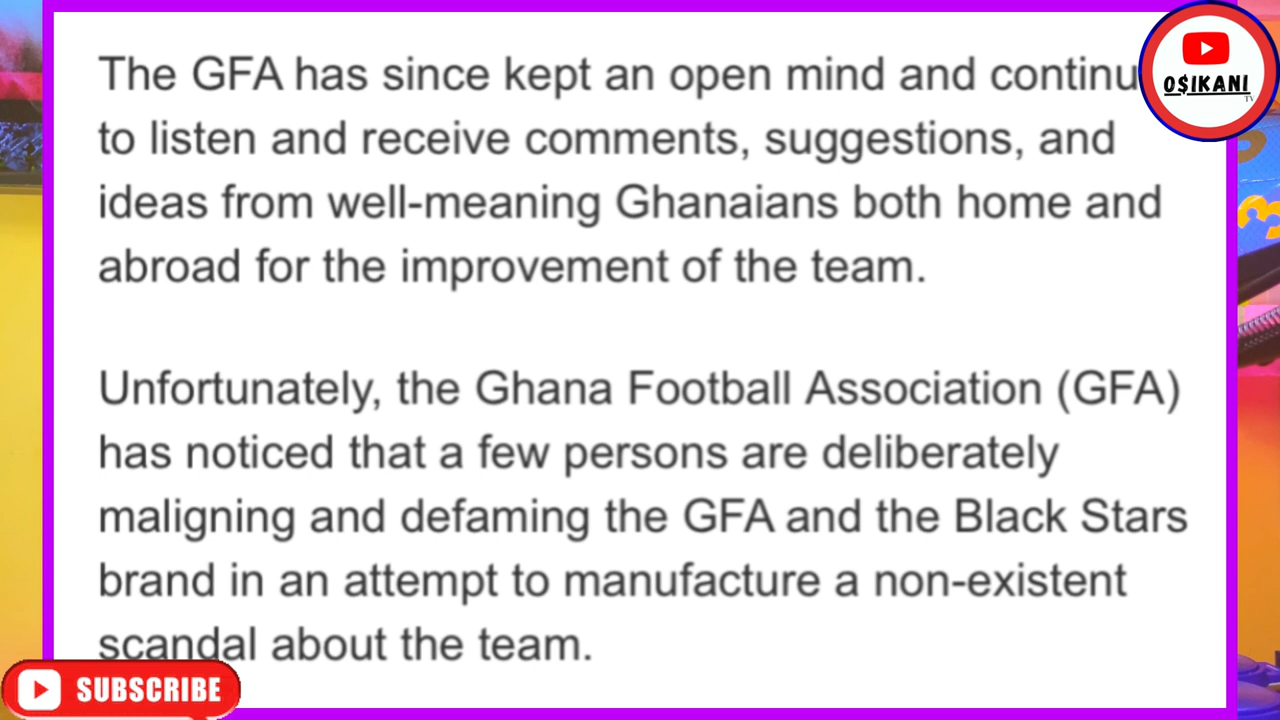 The GFA has since kept an open mind and continu
to listen and receive comments, suggestions, and
ideas from well-meaning Ghanaians both home and
abroad for the improvement of the team.
Unfortunately, the Ghana Football Association (GFA)
has noticed that a few persons are deliberately
maligning and defaming the GFA and the Black Stars
brand in an attempt to manufacture a non-existent
scandal about the team.
O$IKANI
TV
SUBSCRIBE